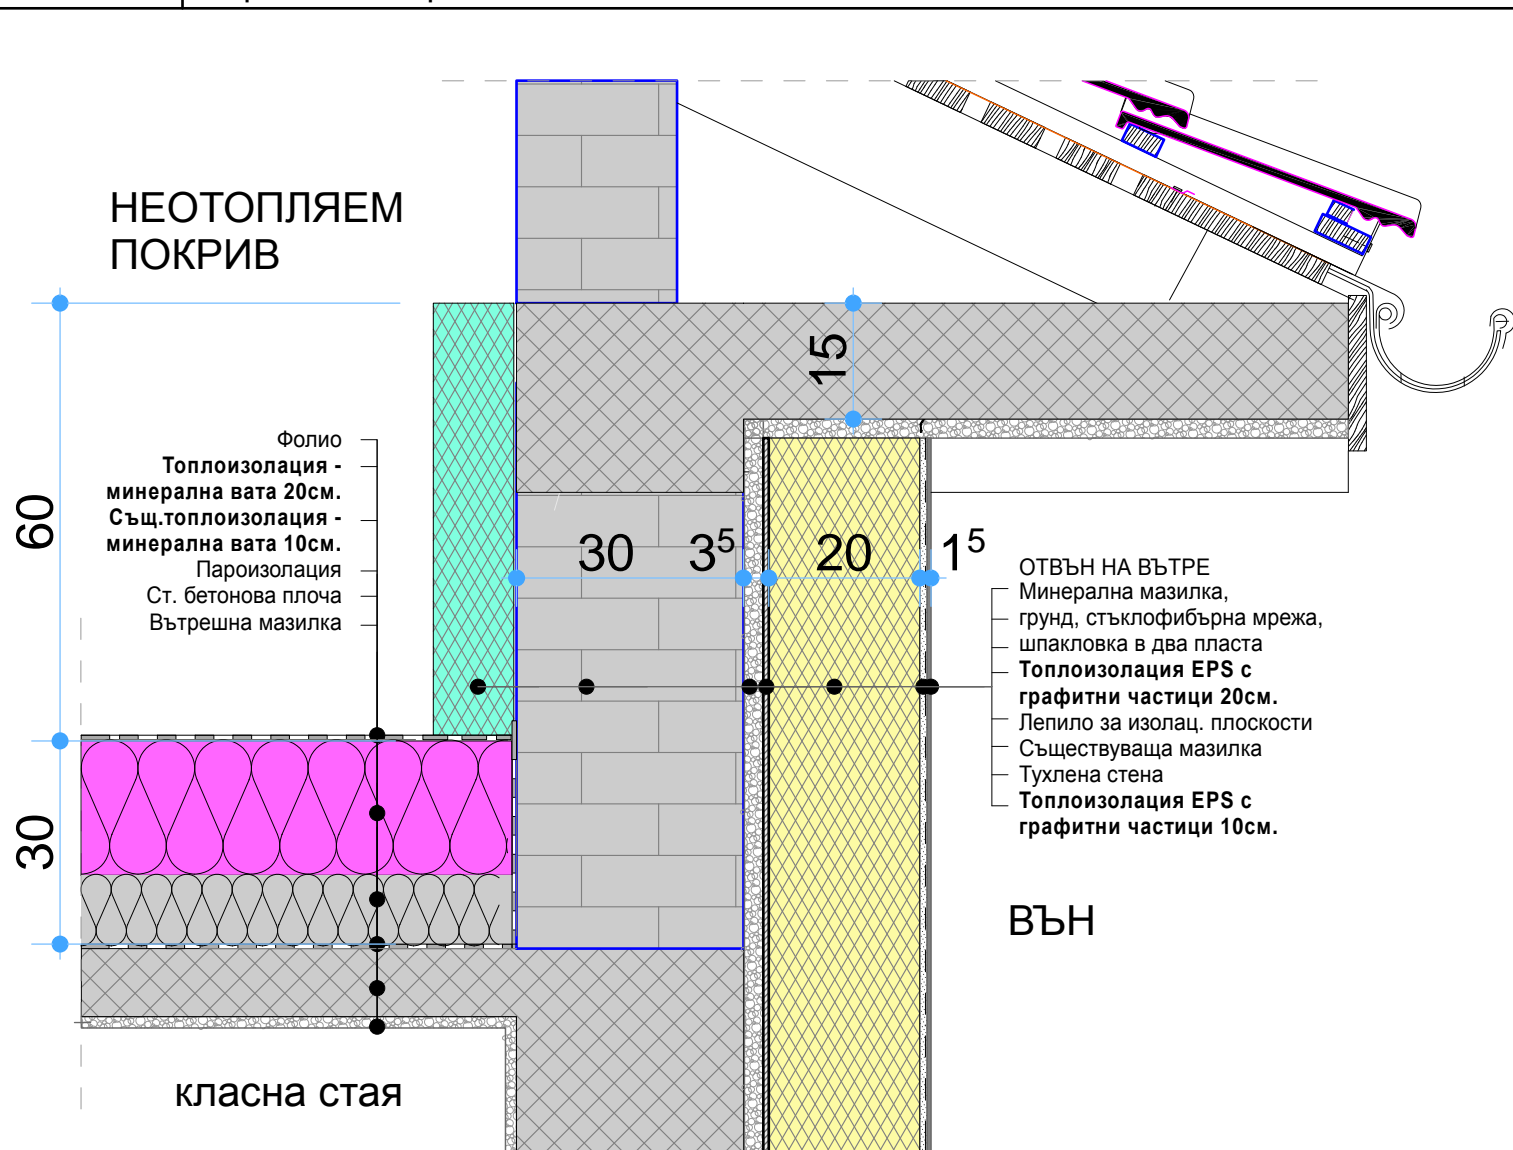 НЕОТОПЛЯЕМ
ПОКРИВ
15
60
30
Фолио
Топлоизолация -
минерална вата 20см.
Същ.топлоизолация -
минерална вата 10см.
Пароизолация
Ст. бетонова плоча
Вътрешна мазилка
30 3⁵ 20 1⁵
ОТВЪН НА ВЪТРЕ
Минерална мазилка,
грунд, стъклофибърна мрежа,
шпакловка в два пласта
Топлоизолация EPS с
графитни частици 20см.
Лепило за изолац. плоскости
Съществуваща мазилка
Тухлена стена
Топлоизолация EPS с
графитни частици 10см.
ВЪН
класна стая